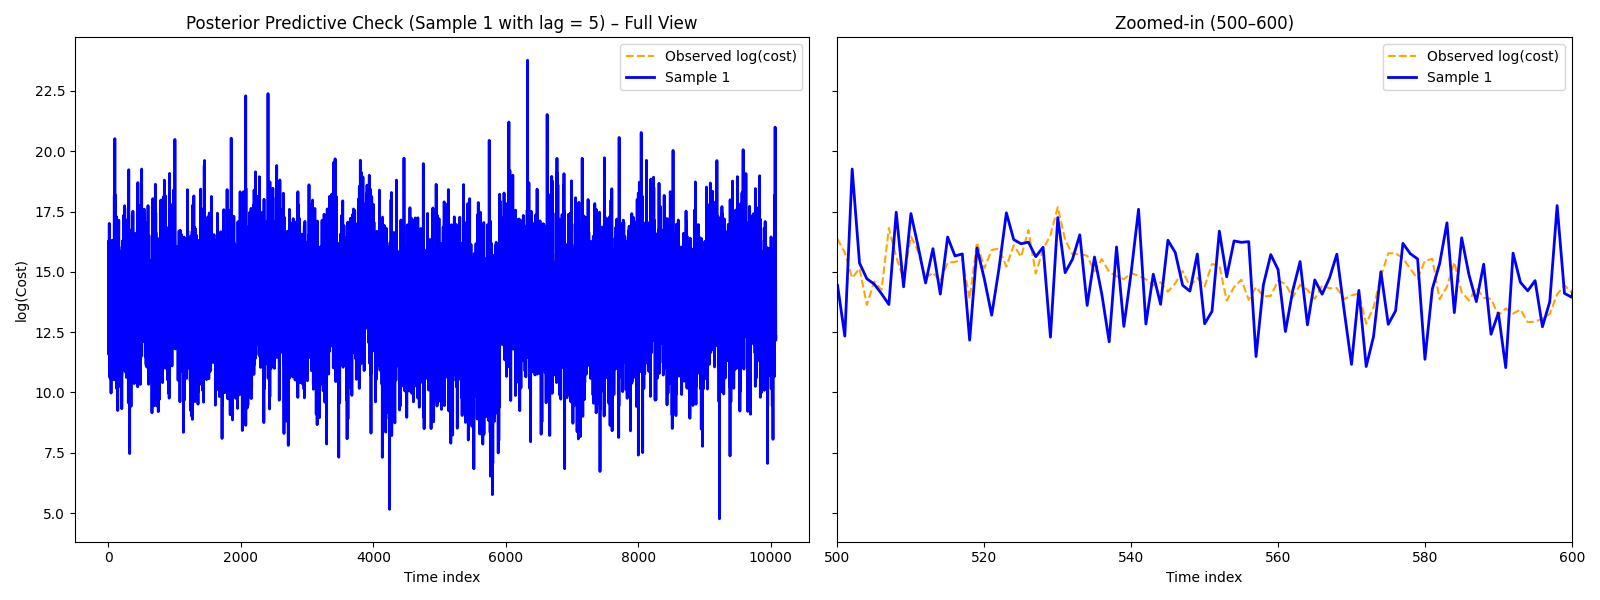 Posterior Predictive Check (Sample 1 with lag = 5) – Full View
log(Cost)
22.5
20.0
17.5
15.0
12.5
10.0
7.5
5.0
0 2000 4000 6000 8000 10000
Time index
Observed log(cost)
Sample 1
Zoomed-in (500–600)
Observed log(cost)
Sample 1
500 520 540 560 580 600
Time index